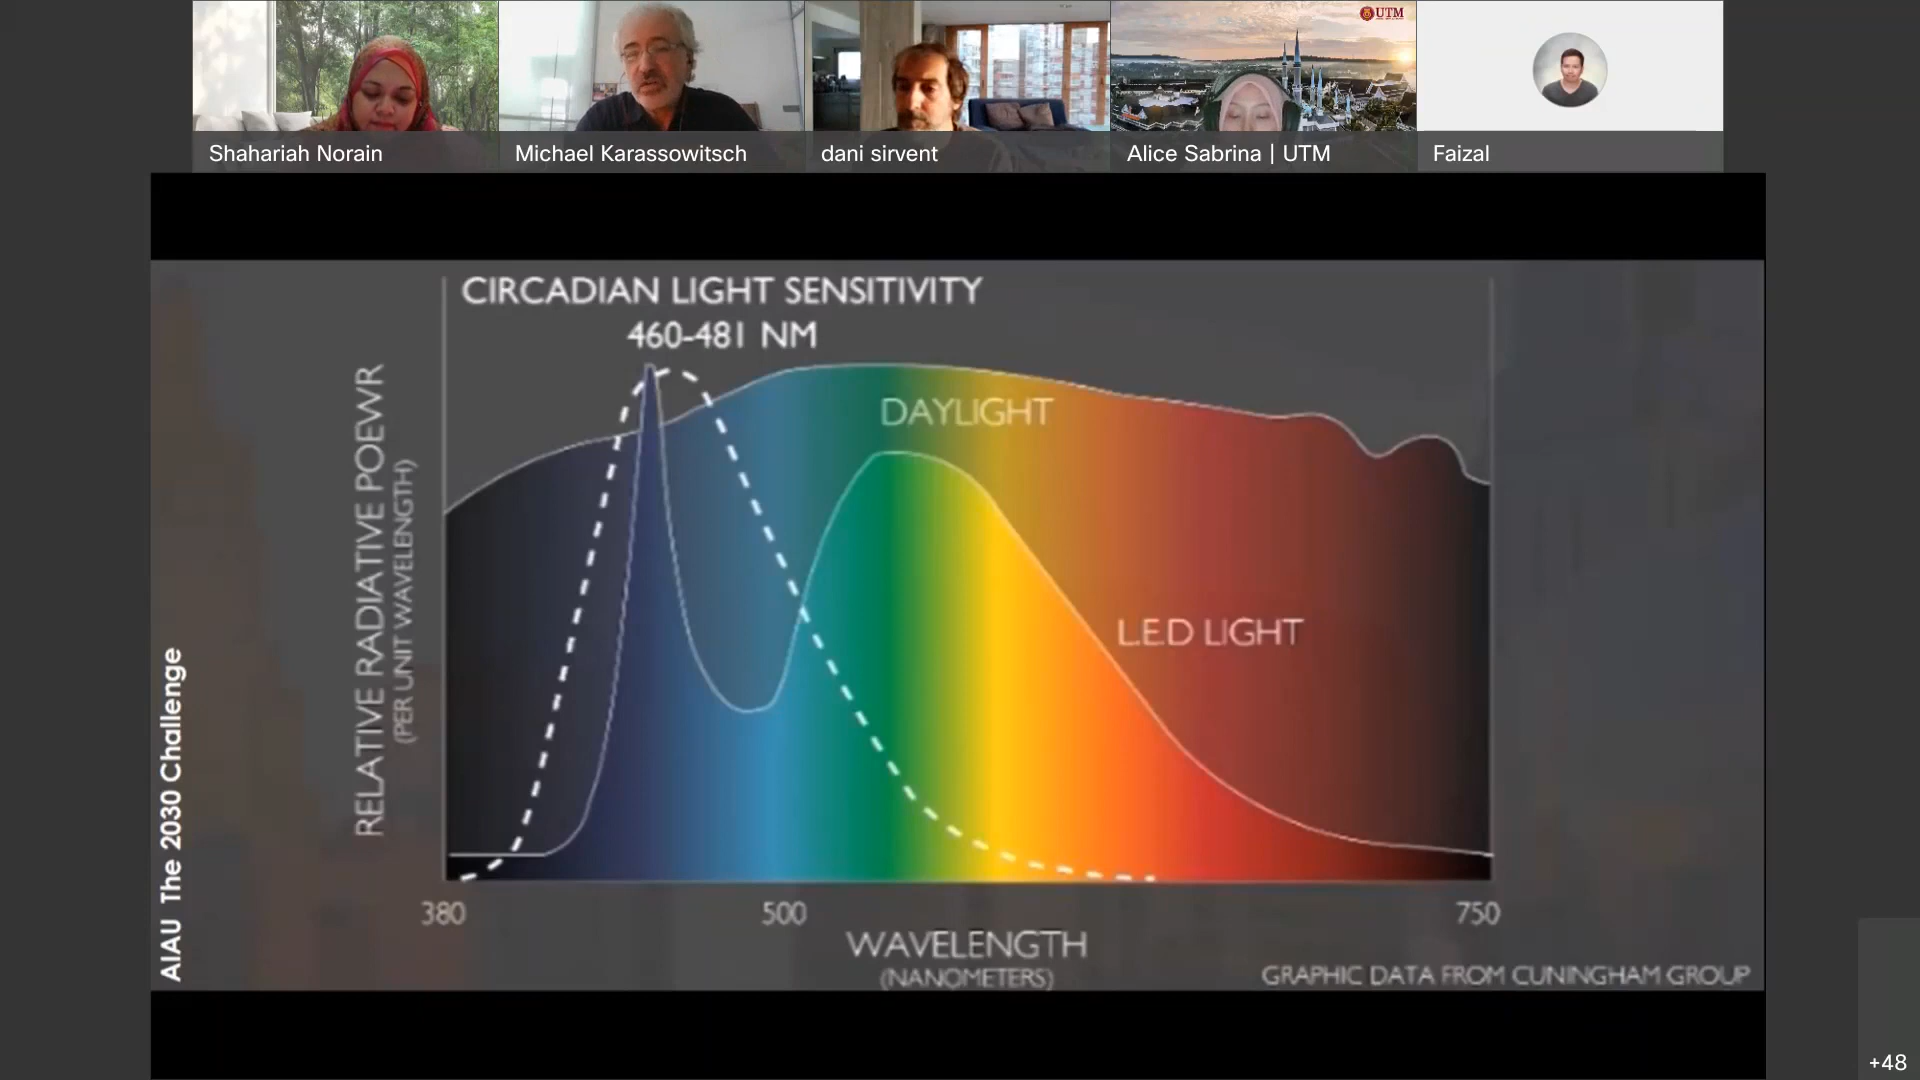 UTM
Shahariah Norain
Michael Karassowitsch
dani sirvent
Alice Sabrina | UTM
Faizal
CIRCADIAN LIGHT SENSITIVITY
460-481 NM
DAYLIGHT
L.E.D LIGHT
RELATIVE RADIATIVE POEWR
(PER UNIT WAVELENGTH)
380
500
750
WAVELENGTH
(NANOMETERS)
GRAPHIC DATA FROM CUNINGHAM GROUP
AIAU The 2030 Challenge
+48